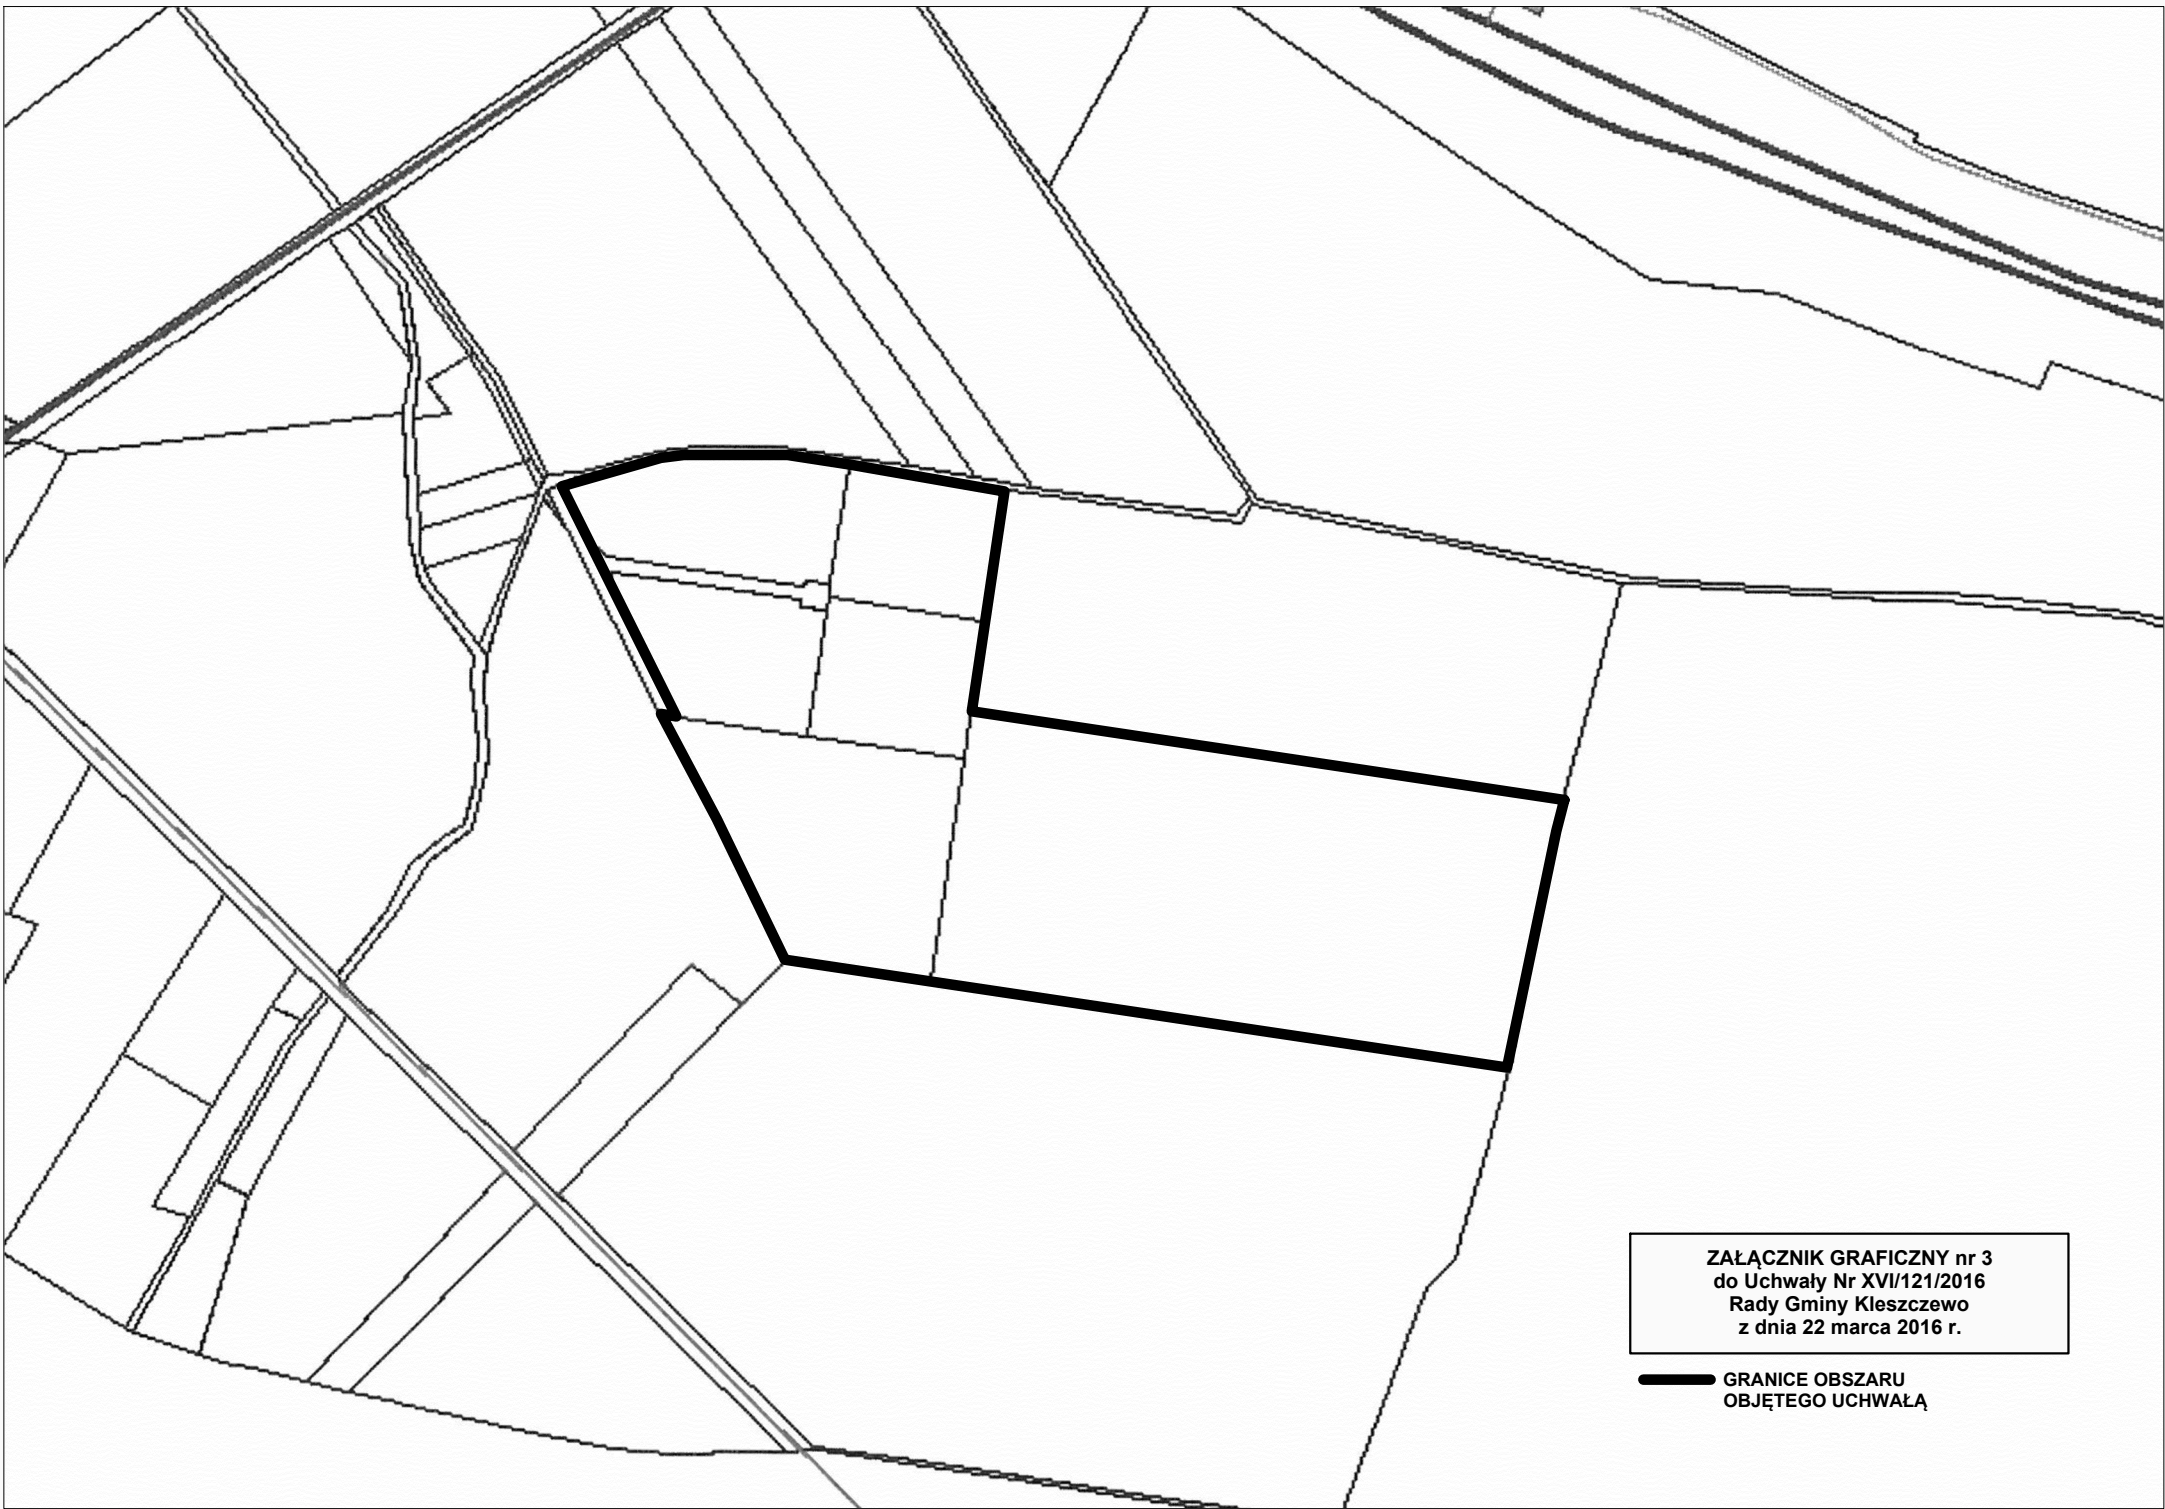 ZAŁĄCZNIK GRAFICZNY nr 3
do Uchwały Nr XVI/121/2016
Rady Gminy Kleszczewo
z dnia 22 marca 2016 r.
GRANICE OBSZARU
OBJĘTEGO UCHWAŁĄ